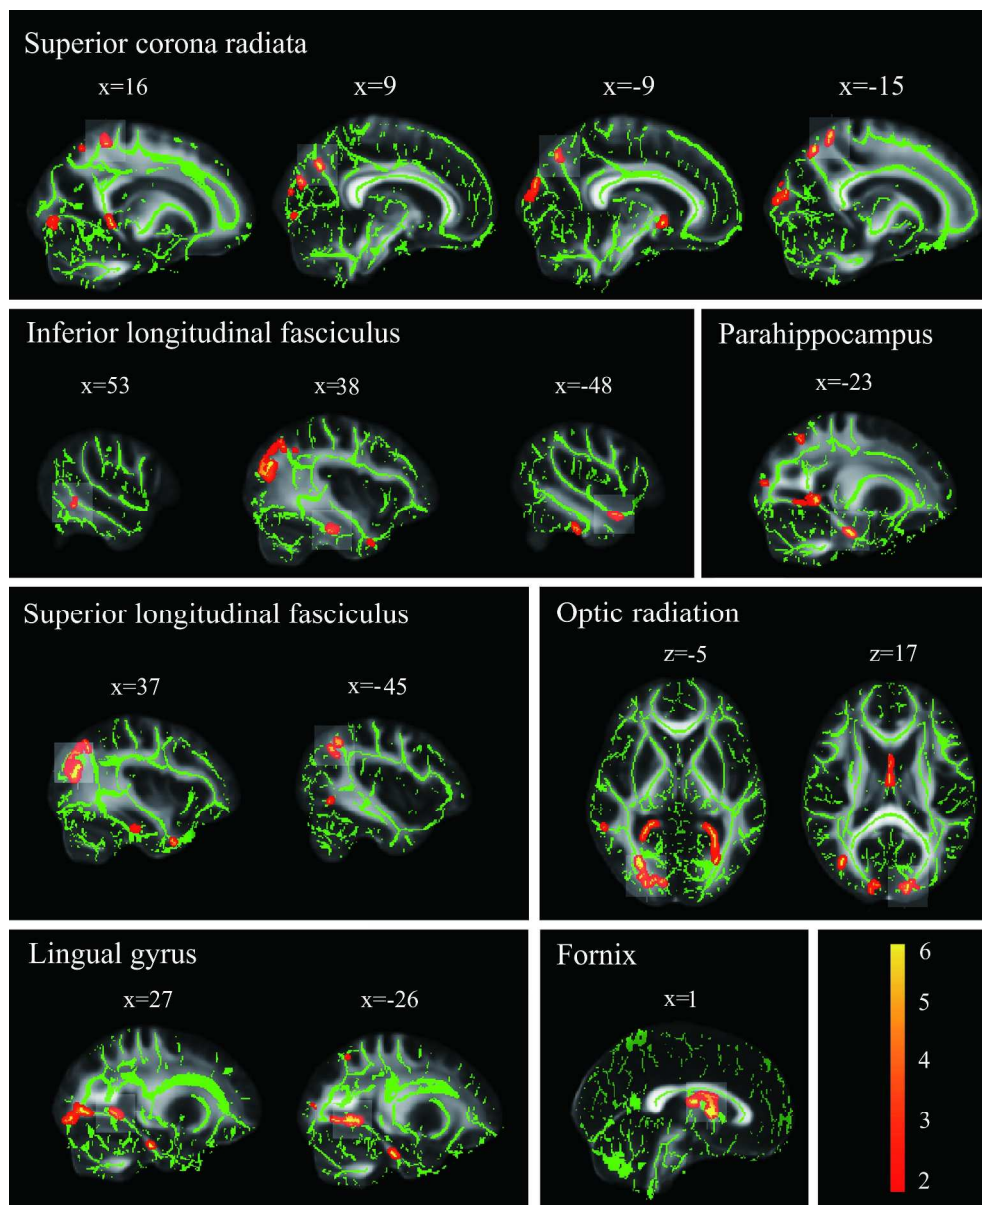 Superior corona radiata
x=16 x=9 x=-9 x=-15
Inferior longitudinal fasciculus
x=53 x=38 x=-48
Parahippocampus
x=-23
Superior longitudinal fasciculus
x=37 x=-45
Optic radiation
z=-5 z=17
Lingual gyrus
x=27 x=-26
Fornix
x=1
6
5
4
3
2